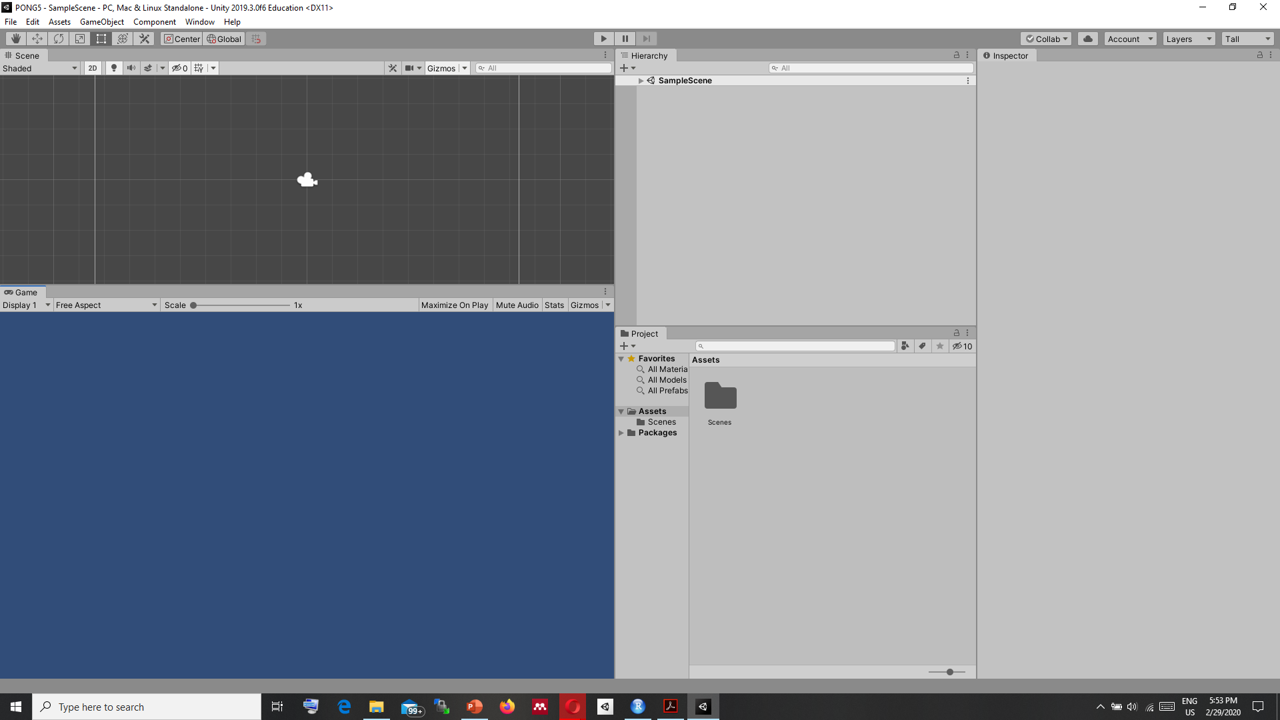 PONG5 - SampleScene - PC, Mac & Linux Standalone - Unity 2019.3.0f6 Education <DX11>
File Edit Assets GameObject Component Window Help
Center Global Collab Account Layers Tall
Scene
Shaded 2D 0 Gizmos All
Hierarchy
All
SampleScene
Inspector
Game
Display 1 Free Aspect Scale 1x Maximize On Play Mute Audio Stats Gizmos
Project
10
Favorites
All Materia
All Models
All Prefabs
Assets
Scenes
Packages
Assets
Scenes
Type here to search
99+
ENG
US
5:53 PM
2/29/2020